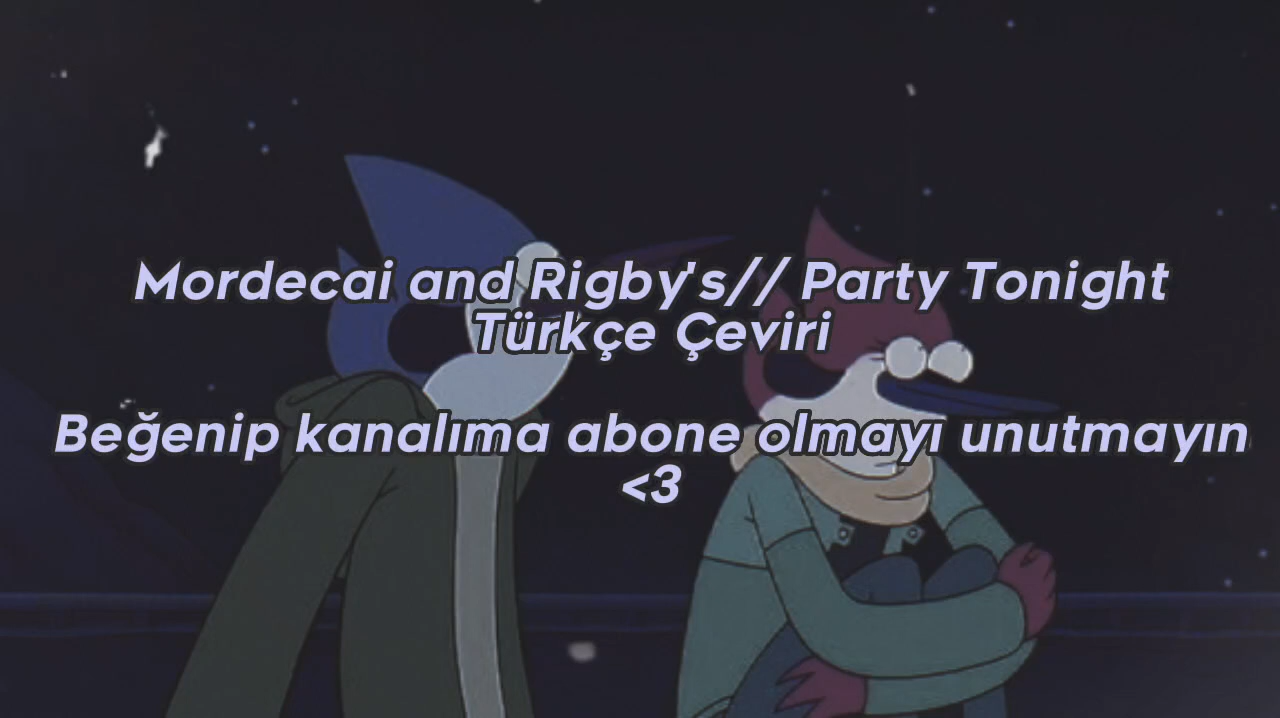 Mordecai and Rigby's// Party Tonight
Türkçe Çeviri
Beğenip kanalıma abone olmayı unutmayın
<3